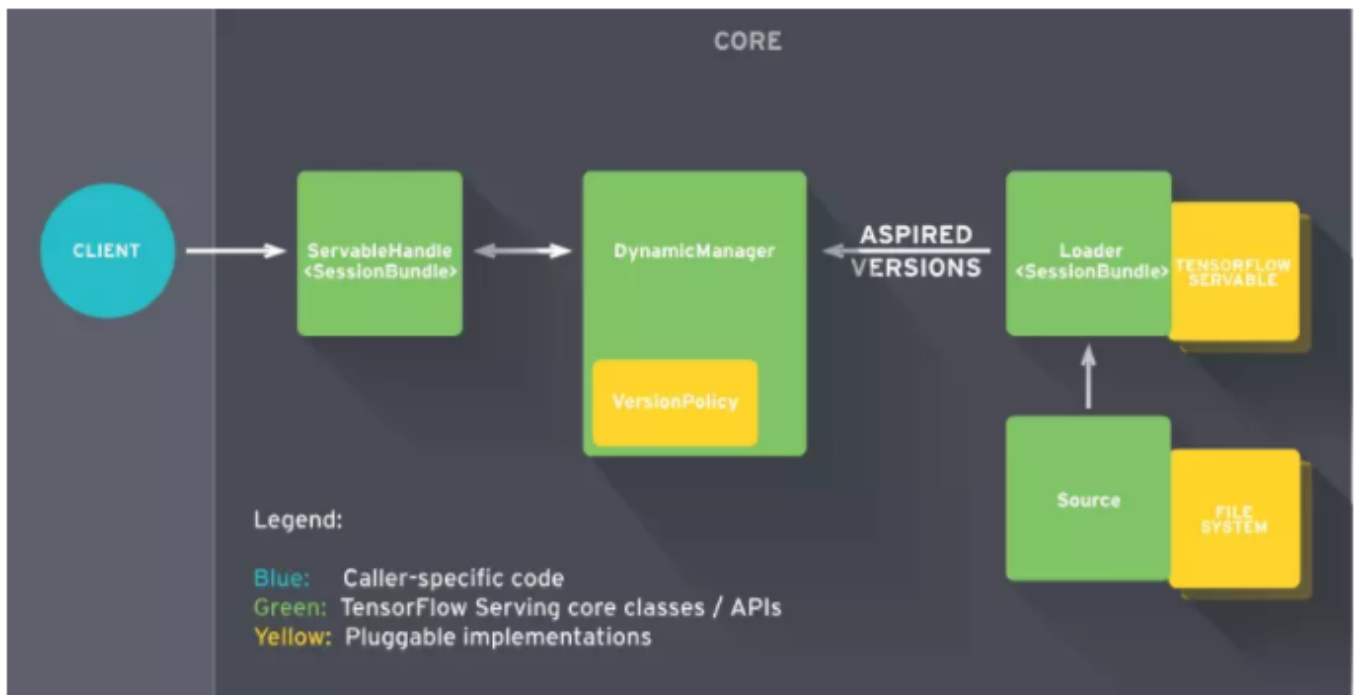 CORE
CLIENT
ServableHandle
<SessionBundle>
DynamicManager
VersionPolicy
ASPIRED
VERSIONS
Loader
<SessionBundle>
TENSORFLOW
SERVABLE
Source
FILE
SYSTEM
Legend:
Blue: Caller-specific code
Green: TensorFlow Serving core classes / APIs
Yellow: Pluggable implementations